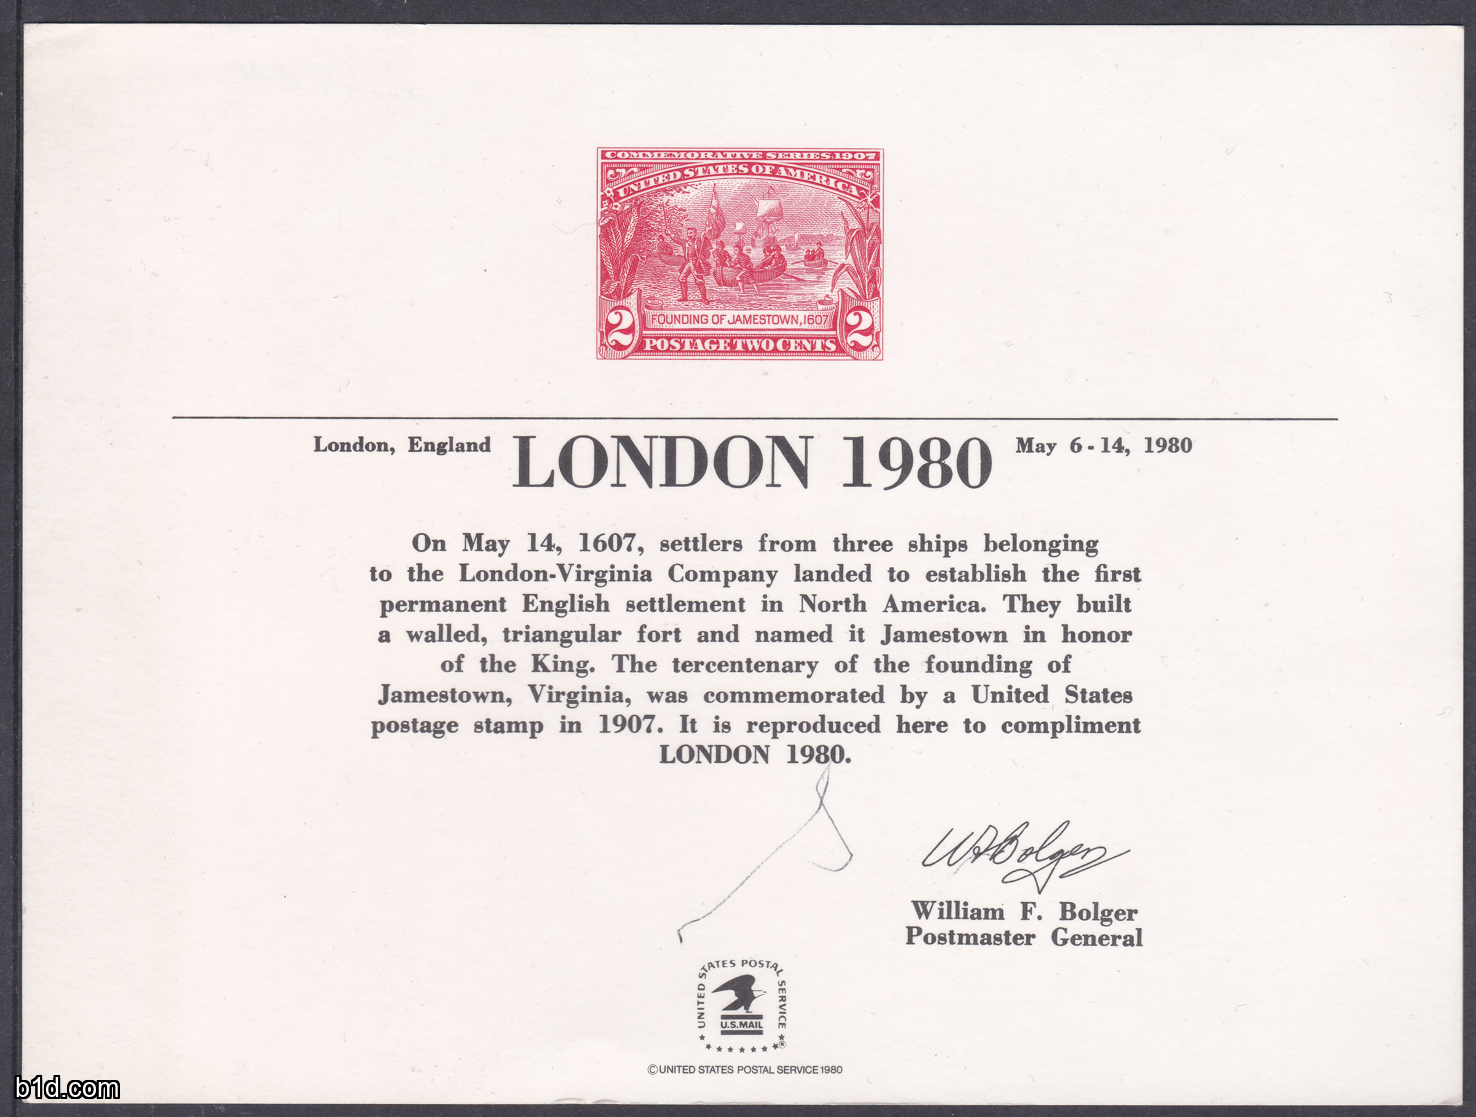 COMMEMORATIVE SERIES 1907
UNITED STATES OF AMERICA
FOUNDING OF JAMESTOWN, 1607
2 POSTAGE TWO CENTS 2
London, England LONDON 1980 May 6-14, 1980
On May 14, 1607, settlers from three ships belonging
to the London-Virginia Company landed to establish the first
permanent English settlement in North America. They built
a walled, triangular fort and named it Jamestown in honor
of the King. The tercentenary of the founding of
Jamestown, Virginia, was commemorated by a United States
postage stamp in 1907. It is reproduced here to compliment
LONDON 1980.
WFBolger
William F. Bolger
Postmaster General
UNITED STATES POSTAL SERVICE
U.S.MAIL
®
©UNITED STATES POSTAL SERVICE 1980
b1d.com